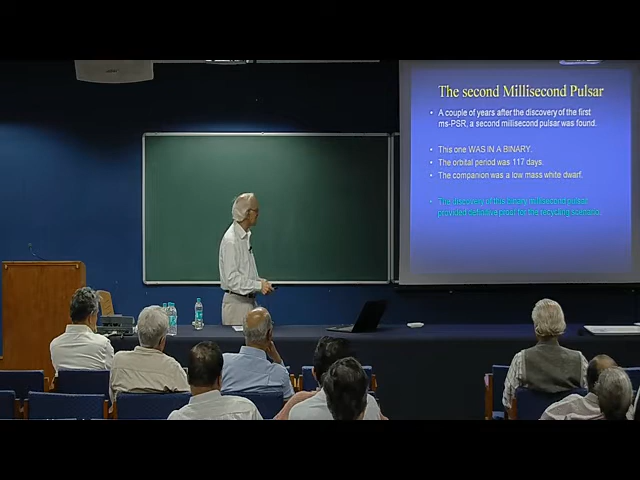 The second Millisecond Pulsar
• A couple of years after the discovery of the first
ms-PSR, a second millisecond pulsar was found.
• This one WAS IN A BINARY.
• The orbital period was 117 days.
• The companion was a low mass white dwarf.
• The discovery of this binary millisecond pulsar
provided definitive proof for the recycling scenario.